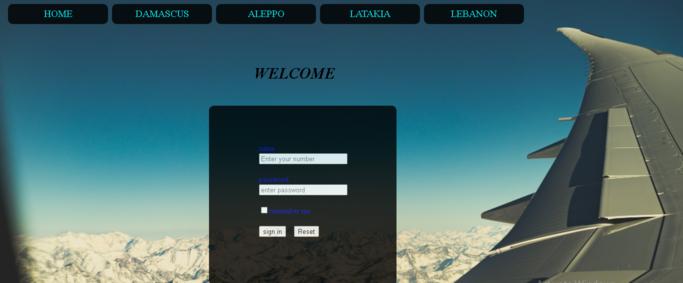 HOME
DAMASCUS
ALEPPO
LATAKIA
LEBANON
WELCOME
name
Enter your number
password
enter password
remember me
sign in
Reset